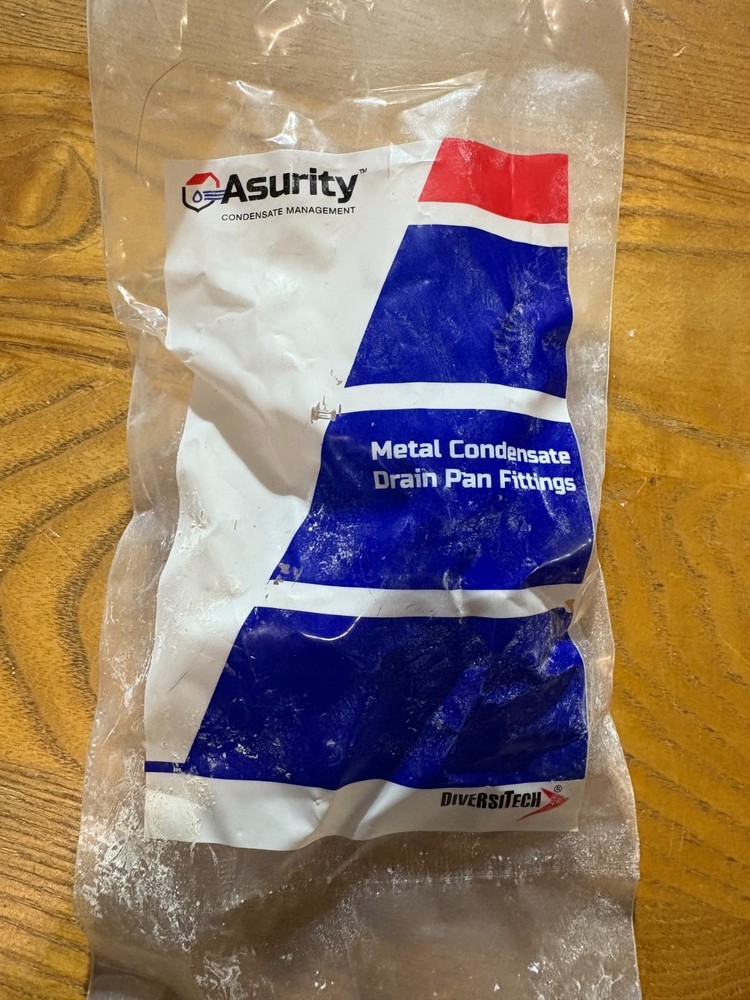 Asurity™
CONDENSATE MANAGEMENT
Metal Condensate
Drain Pan Fittings
DIVERSITECH®